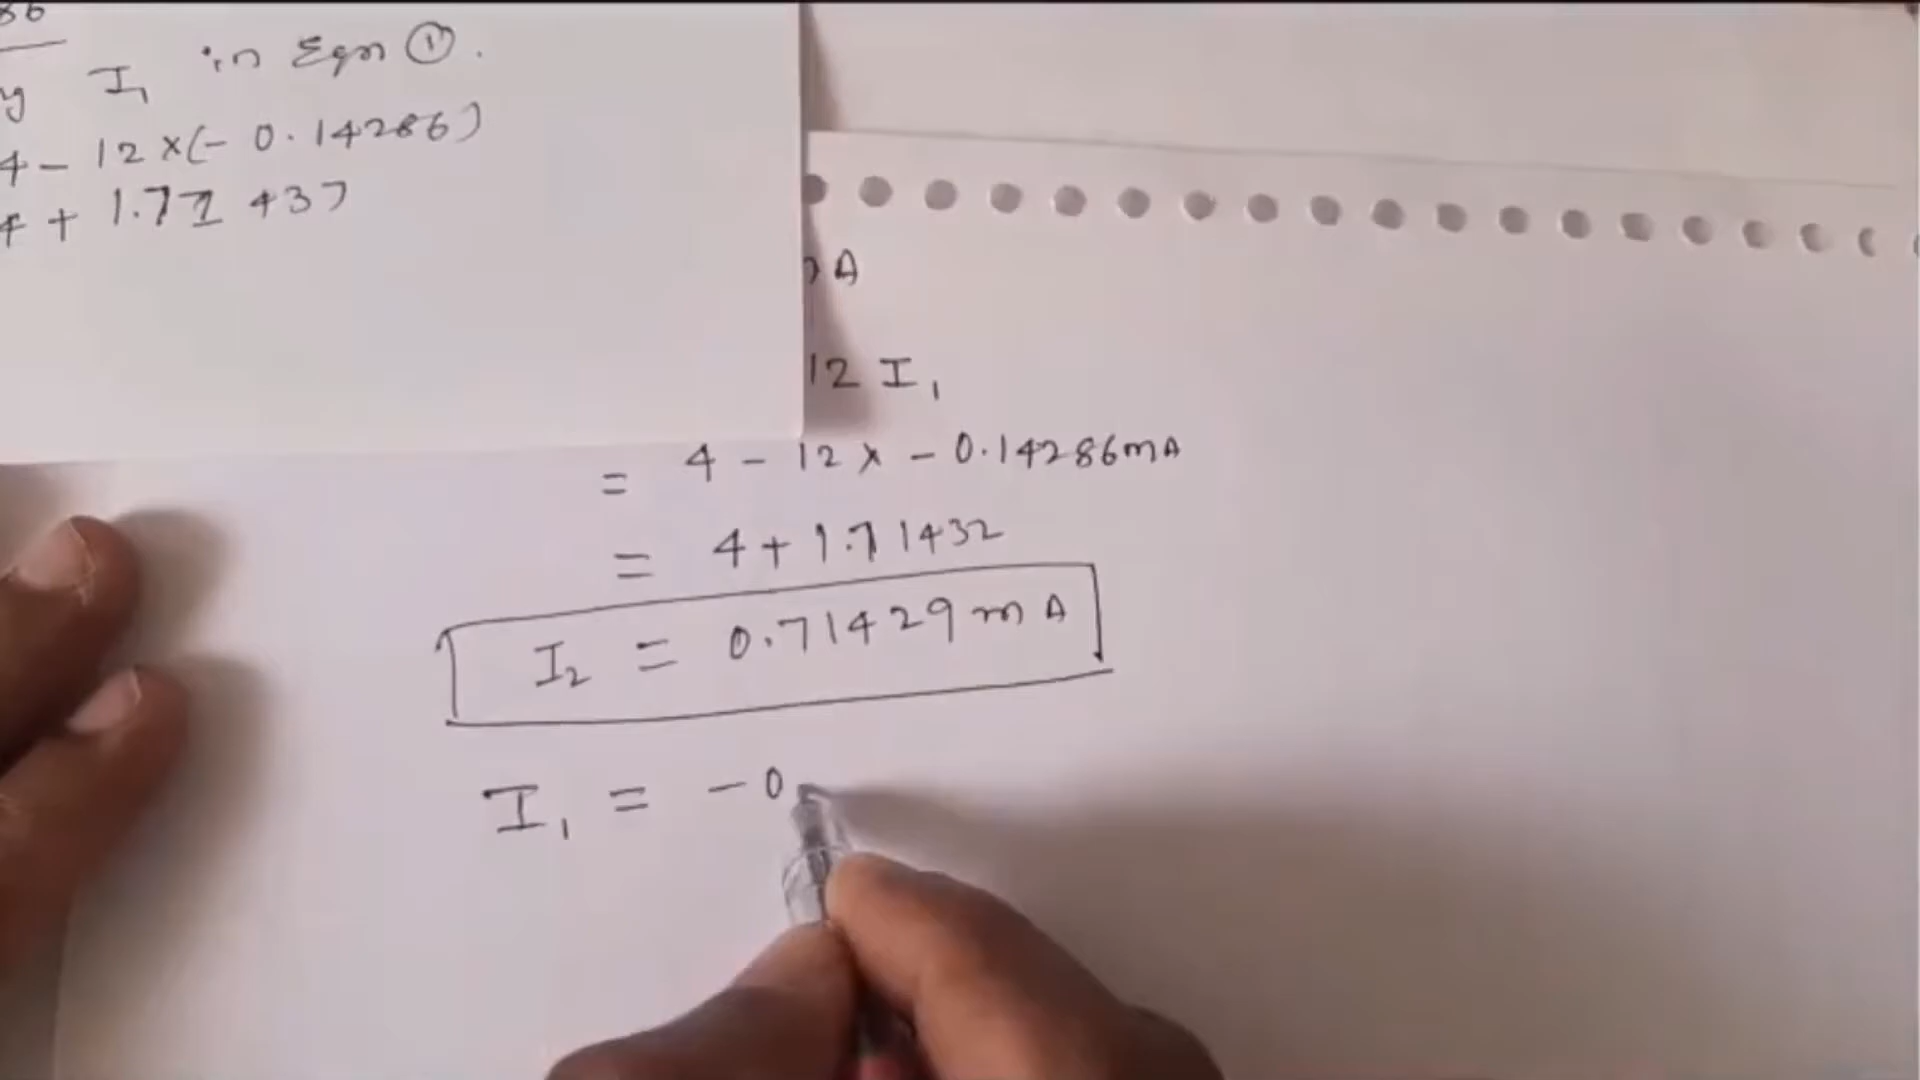 86
y I₁ in Eqn ①.
4 - 12 x (- 0.14286)
4 + 1.71 437
A
12 I₁
= 4 - 12 x - 0.14286mA
= 4 + 1.71432
I₂ = 0.71429 mA
I₁ = -0.